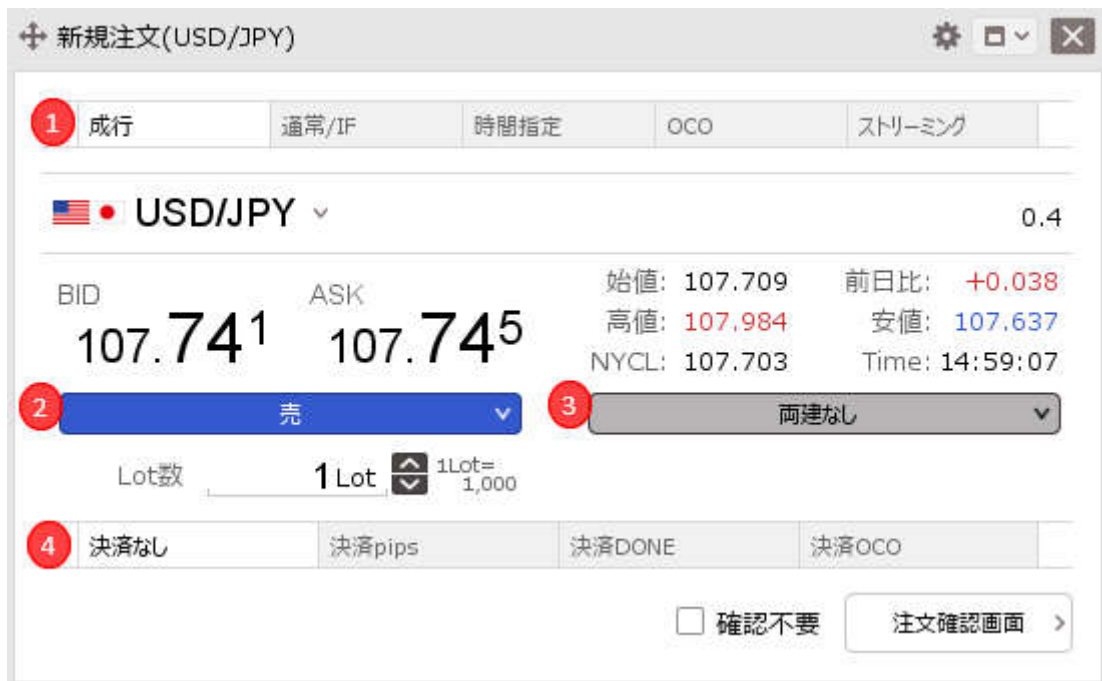 新規注文(USD/JPY)
1 成行 通常/IF 時間指定 OCO ストリーミング
USD/JPY 0.4
BID ASK 始値: 107.709 前日比: +0.038
107.741 107.745 高値: 107.984 安値: 107.637
NYCL: 107.703 Time: 14:59:07
2 売 3 両建なし
Lot数 1 Lot 1Lot=
1,000
4 決済なし 決済pips 決済DONE 決済OCO
確認不要 注文確認画面